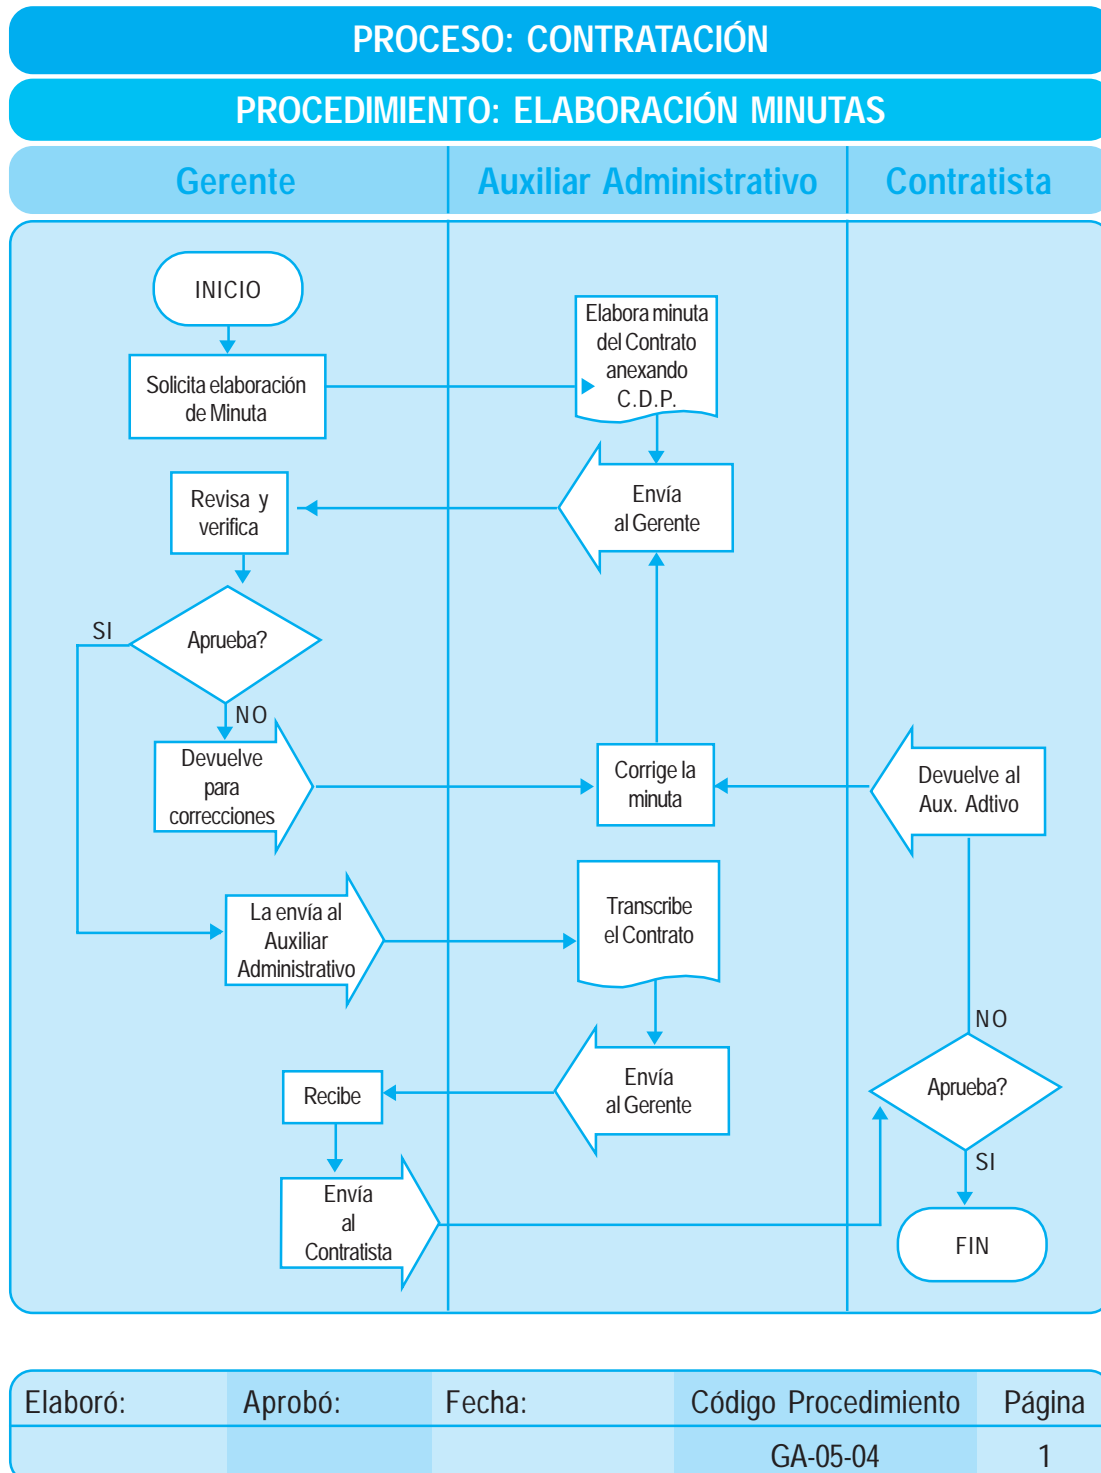 PROCESO: CONTRATACIÓN
PROCEDIMIENTO: ELABORACIÓN MINUTAS
Gerente
Auxiliar Administrativo
Contratista
INICIO
Solicita elaboración
de Minuta
Elabora minuta
del Contrato
anexando
C.D.P.
Envía
al Gerente
Revisa y
verifica
Aprueba?
SI
NO
Devuelve
para
correcciones
Corrige la
minuta
Devuelve al
Aux. Adtivo
La envía al
Auxiliar
Administrativo
Transcribe
el Contrato
Envía
al Gerente
Recibe
Envía
al
Contratista
NO
Aprueba?
SI
FIN
Elaboró:
Aprobó:
Fecha:
Código Procedimiento
Página
GA-05-04
1